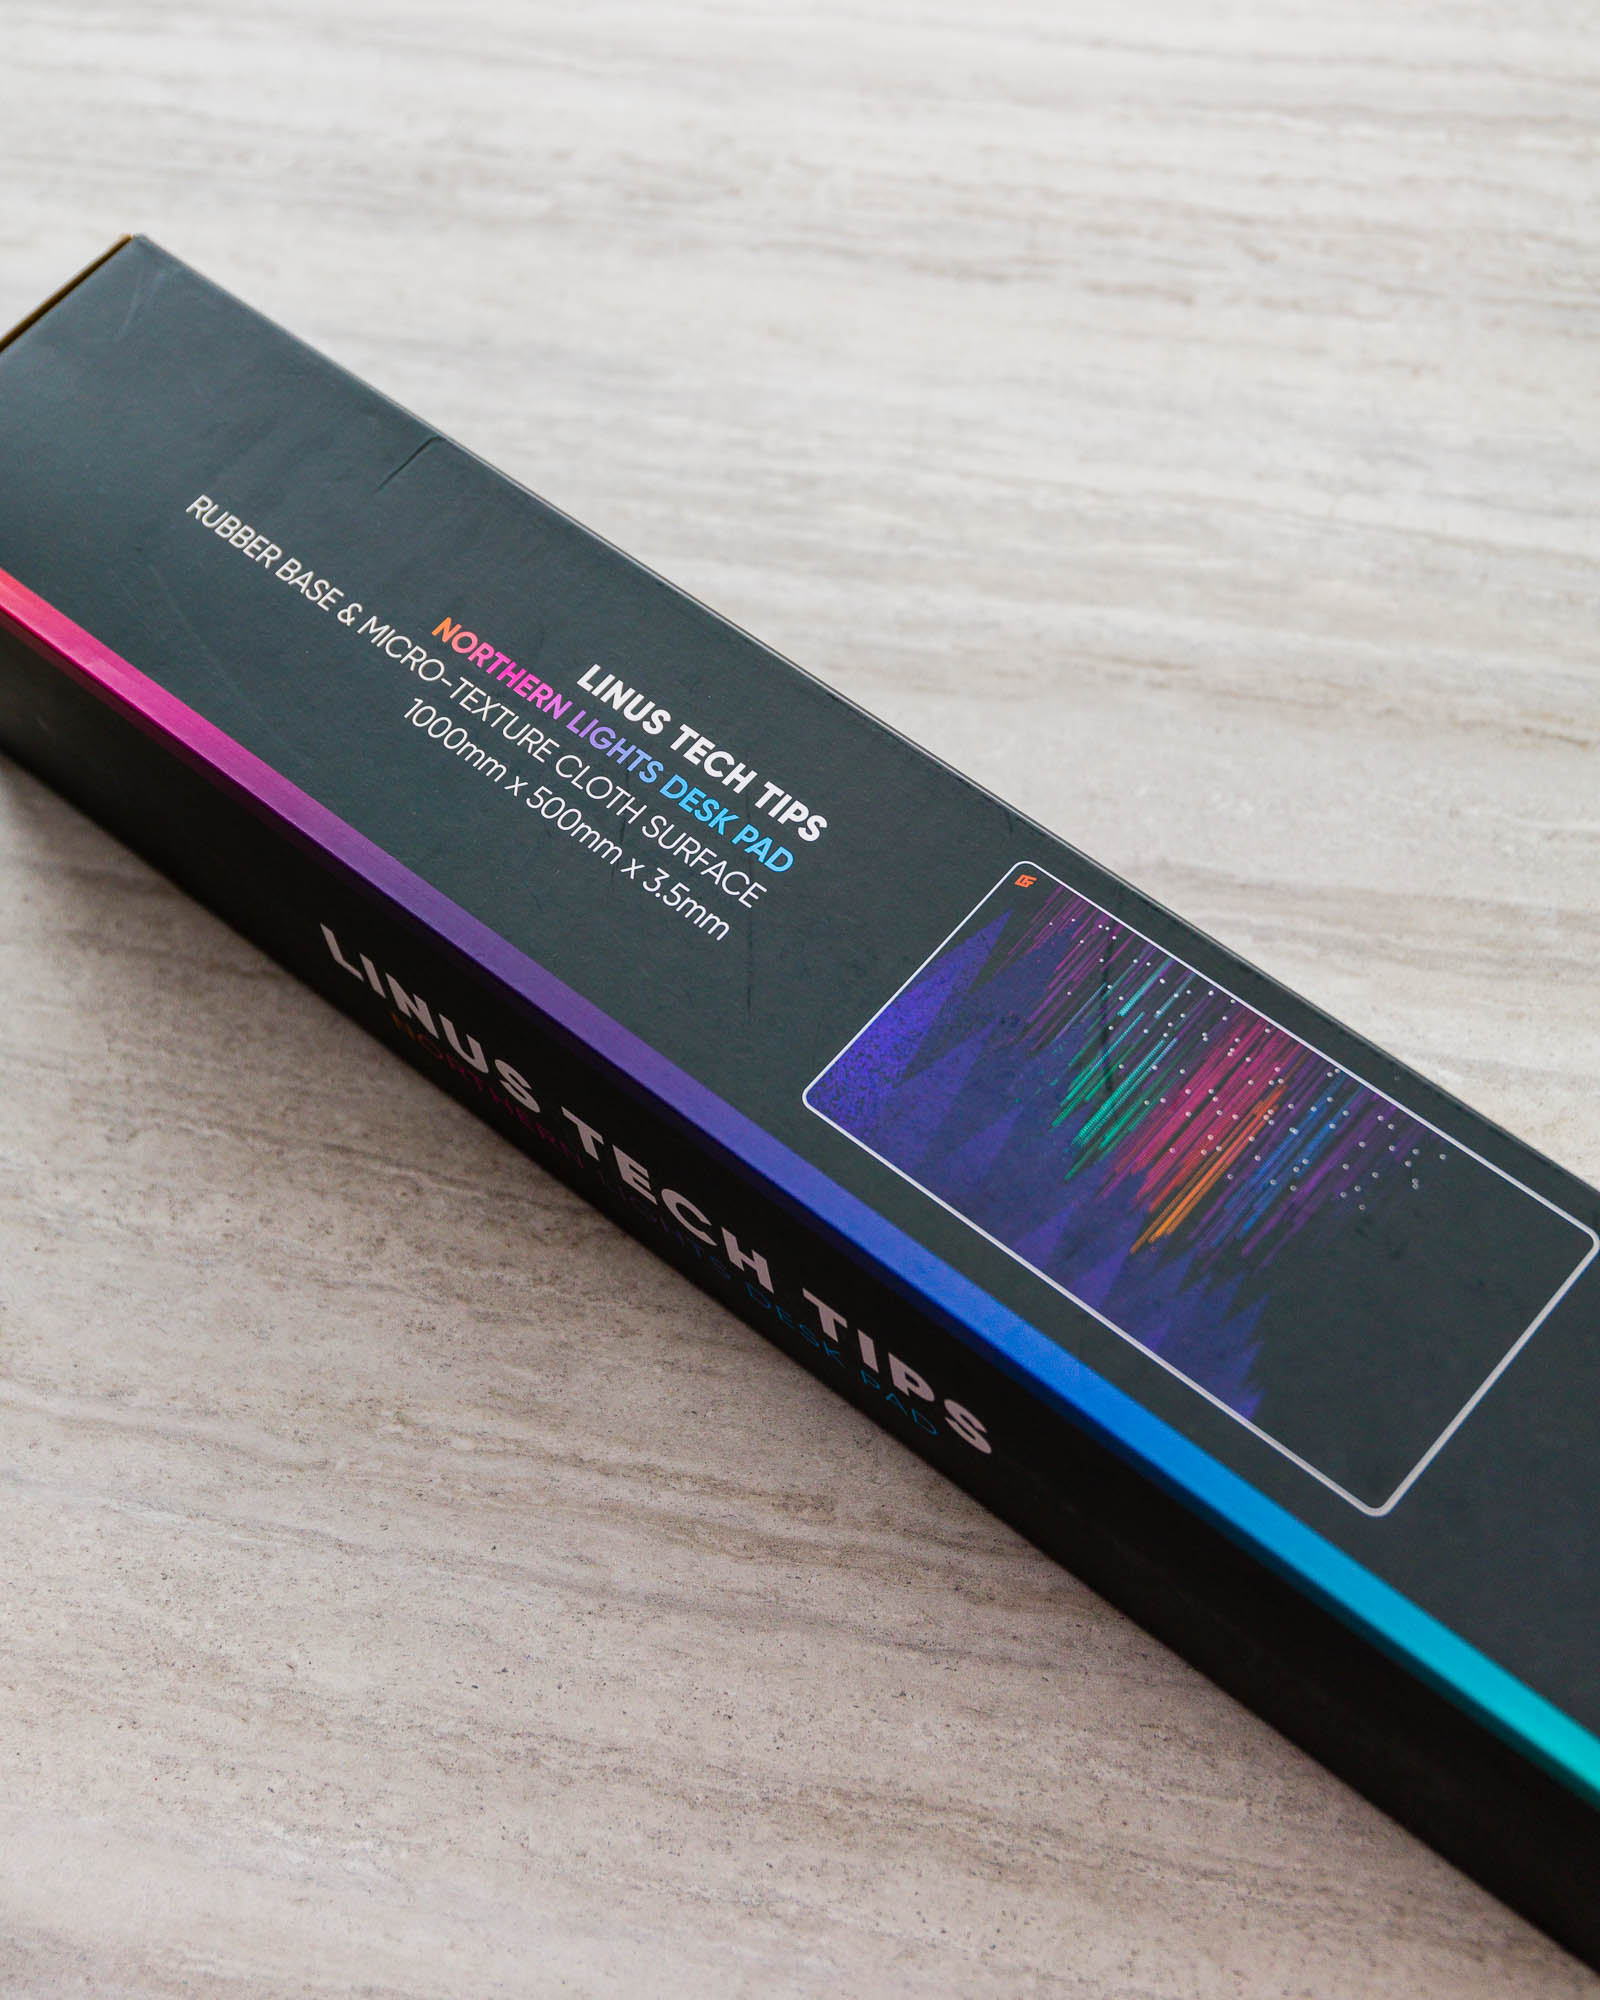 LINUS TECH TIPS
NORTHERN LIGHTS DESK PAD
RUBBER BASE & MICRO-TEXTURE CLOTH SURFACE
1000mm x 500mm x 3.5mm
LINUS TECH TIPS
NORTHERN LIGHTS DESK PAD